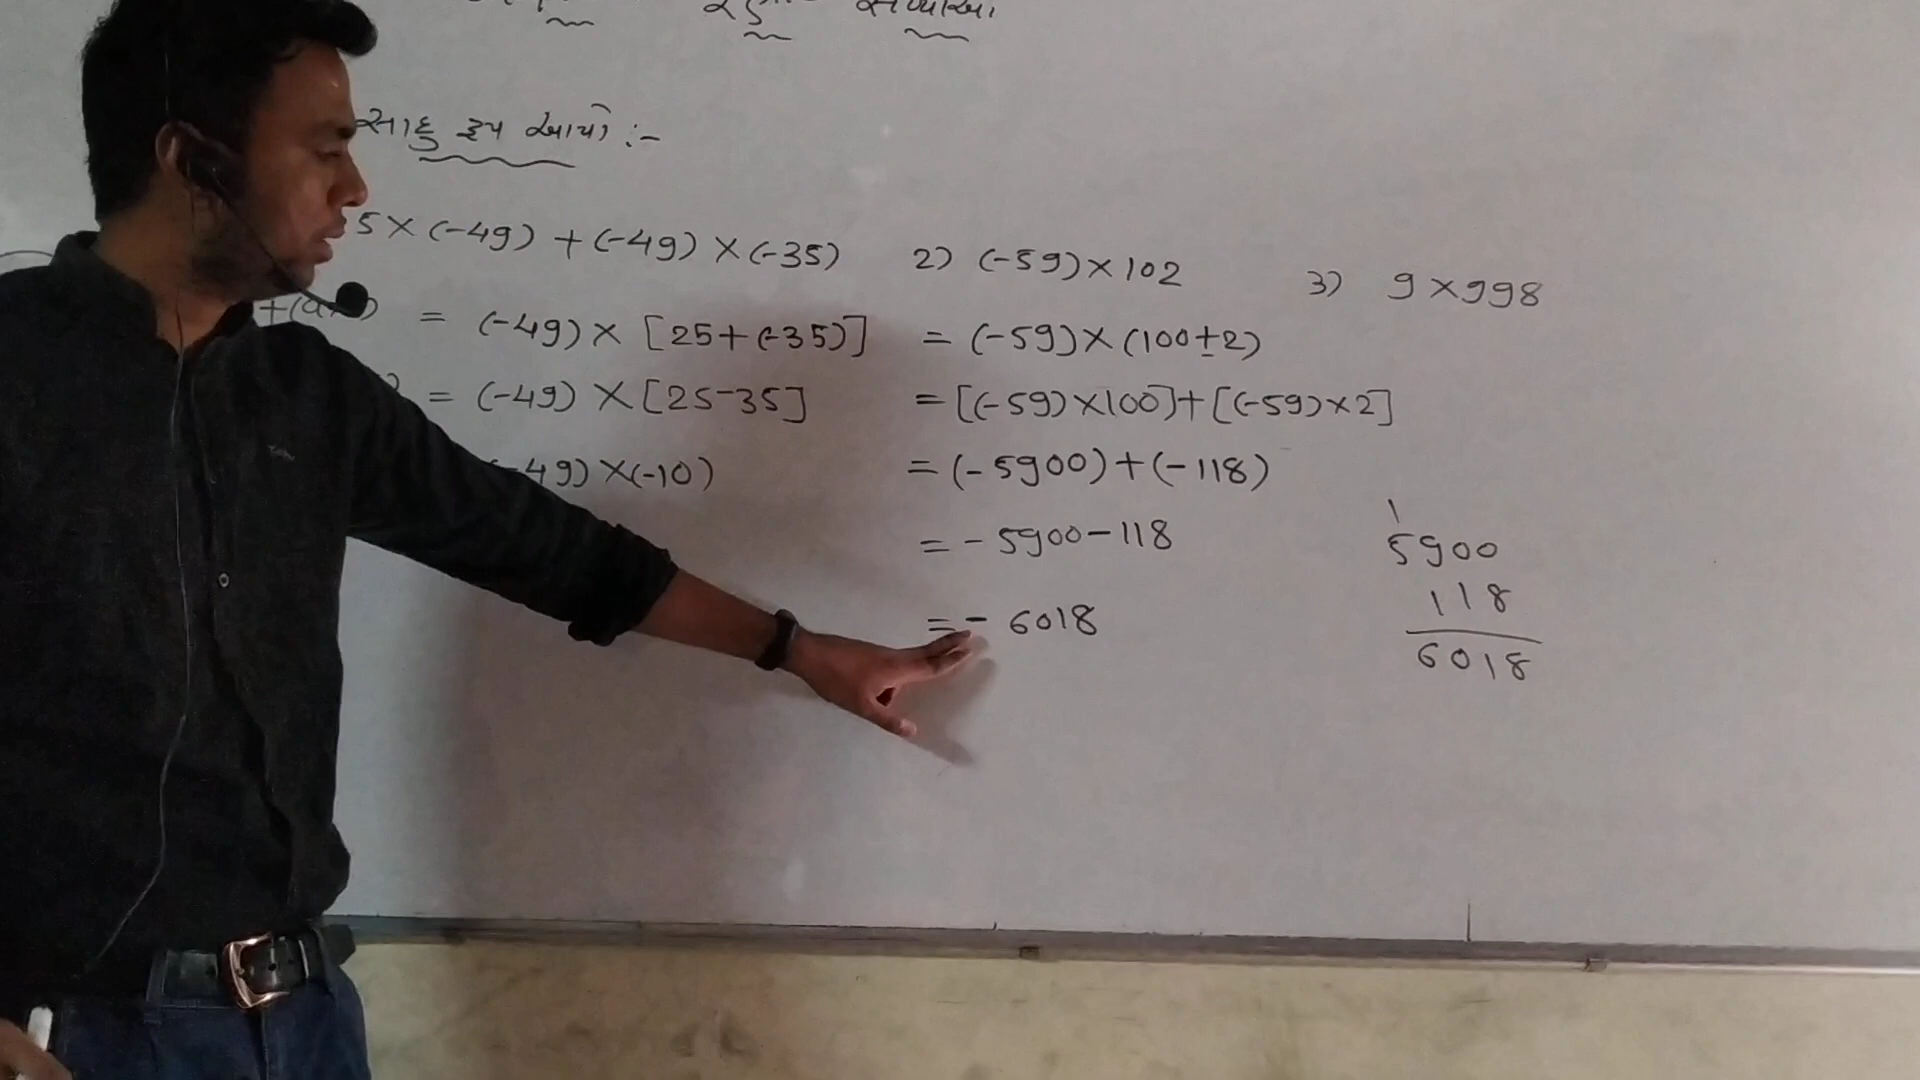 સાદુ રૂપ આપો :-
5 × (-49) + (-49) × (-35)
= (-49) × [25+(-35)]
= (-49) × [25-35]
49) × (-10)
2) (-59) × 102
= (-59) × (100+2)
= [(-59) × 100] + [(-59) × 2]
= (-5900) + (-118)
= - 5900 - 118
= - 6018
3) 9 × 998
1
5900
118
6018